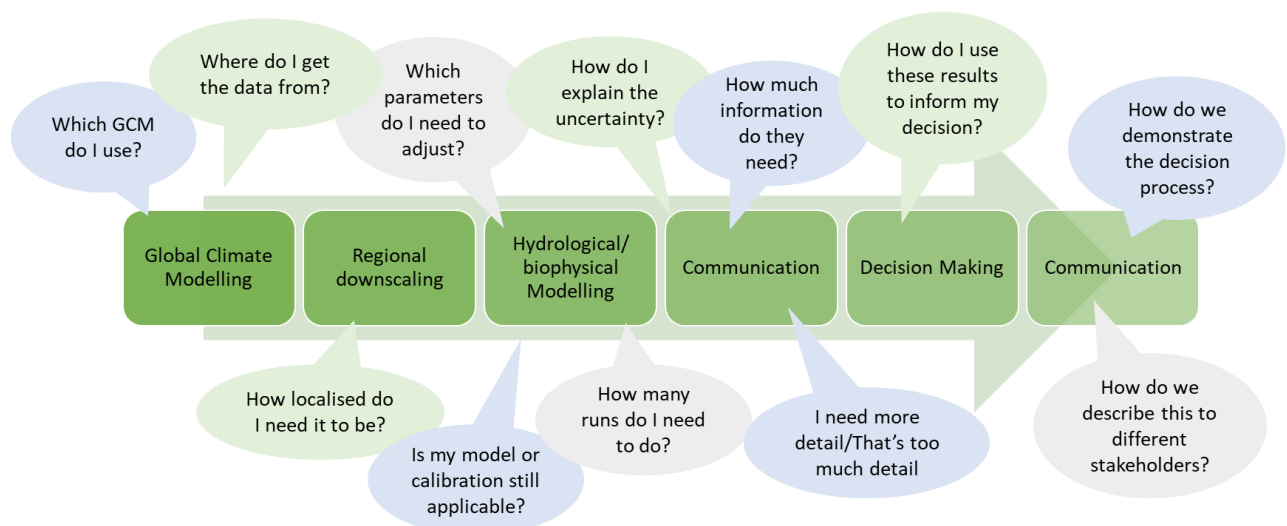 Which GCM
do I use?
Where do I get
the data from?
Which
parameters
do I need to
adjust?
How do I
explain the
uncertainty?
How much
information
do they
need?
How do I use
these results
to inform my
decision?
How do we
demonstrate
the decision
process?
Global Climate
Modelling
Regional
downscaling
Hydrological/
biophysical
Modelling
Communication
Decision Making
Communication
How localised do
I need it to be?
Is my model or
calibration still
applicable?
How many
runs do I need
to do?
I need more
detail/That’s too
much detail
How do we
describe this to
different
stakeholders?